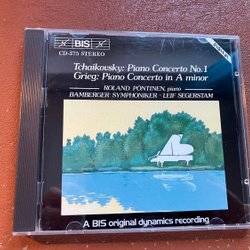 BIS
CD-375 STEREO
Tchaikovsky: Piano Concerto No.1
Grieg: Piano Concerto in A minor
ROLAND PÖNTINEN, piano
BAMBERGER SYMPHONIKER · LEIF SEGERSTAM
A BIS original dynamics recording